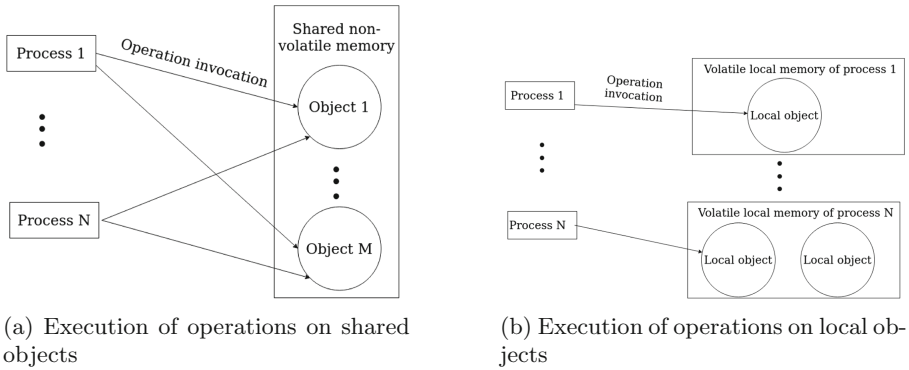 Shared non-
volatile memory
Process 1
Operation invocation
Object 1
Process N
Object M
(a) Execution of operations on shared
objects
Volatile local memory of process 1
Operation
invocation
Process 1
Local object
Volatile local memory of process N
Process N
Local object
Local object
(b) Execution of operations on local ob-
jects